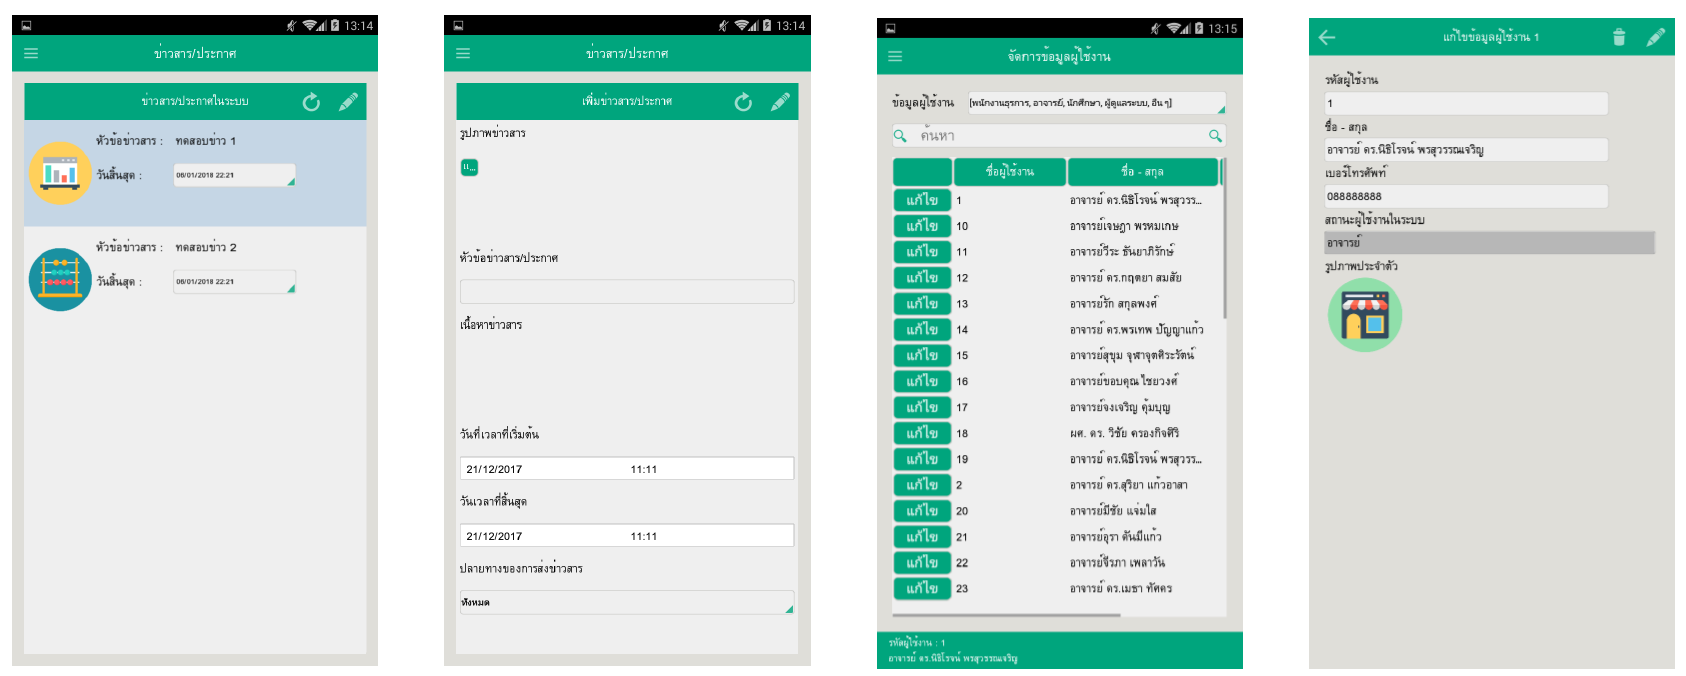 13:14
ข่าวสาร/ประกาศ
ข่าวสาร/ประกาศในระบบ
หัวข้อข่าวสาร : ทดสอบข่าว 1
วันสิ้นสุด : 06/01/2018 22:21
หัวข้อข่าวสาร : ทดสอบข่าว 2
วันสิ้นสุด : 06/01/2018 22:21
13:14
ข่าวสาร/ประกาศ
เพิ่มข่าวสาร/ประกาศ
รูปภาพข่าวสาร
แ...
หัวข้อข่าวสาร/ประกาศ
เนื้อหาข่าวสาร
วันที่เวลาที่เริ่มต้น
21/12/2017 11:11
วันเวลาที่สิ้นสุด
21/12/2017 11:11
ปลายทางของการส่งข่าวสาร
ทั้งหมด
13:15
จัดการข้อมูลผู้ใช้งาน
ข้อมูลผู้ใช้งาน [พนักงานธุรการ, อาจารย์, นักศึกษา, ผู้ดูแลระบบ, อื่น ๆ]
ค้นหา
ชื่อผู้ใช้งาน ชื่อ - สกุล
แก้ไข 1 อาจารย์ ดร.นิธิโรจน์ พรสุวรร...
แก้ไข 10 อาจารย์เจษฎา พรหมเกษ
แก้ไข 11 อาจารย์วีระ ธันยาภิรักษ์
แก้ไข 12 อาจารย์ ดร.กฤตยา สมสัย
แก้ไข 13 อาจารย์รัก สกุลพงศ์
แก้ไข 14 อาจารย์ ดร.พรเทพ ปัญญาแก้ว
แก้ไข 15 อาจารย์สุขุม จุฬาจุตศิระรัตน์
แก้ไข 16 อาจารย์ขอบคุณ ไชยวงศ์
แก้ไข 17 อาจารย์จงเจริญ คุ้มบุญ
แก้ไข 18 ผศ. ดร. วิชัย ครองกิจศิริ
แก้ไข 19 อาจารย์ ดร.นิธิโรจน์ พรสุวรร...
แก้ไข 2 อาจารย์ ดร.สุริยา แก้วอาสา
แก้ไข 20 อาจารย์มีชัย แจ่มใส
แก้ไข 21 อาจารย์อุรา ตันมีแก้ว
แก้ไข 22 อาจารย์จีรภา เพลาวัน
แก้ไข 23 อาจารย์ ดร.เมธา ทัศคร
รหัสผู้ใช้งาน : 1
อาจารย์ ดร.นิธิโรจน์ พรสุวรรณเจริญ
แก้ไขข้อมูลผู้ใช้งาน 1
รหัสผู้ใช้งาน
1
ชื่อ - สกุล
อาจารย์ ดร.นิธิโรจน์ พรสุวรรณเจริญ
เบอร์โทรศัพท์
088888888
สถานะผู้ใช้งานในระบบ
อาจารย์
รูปภาพประจำตัว